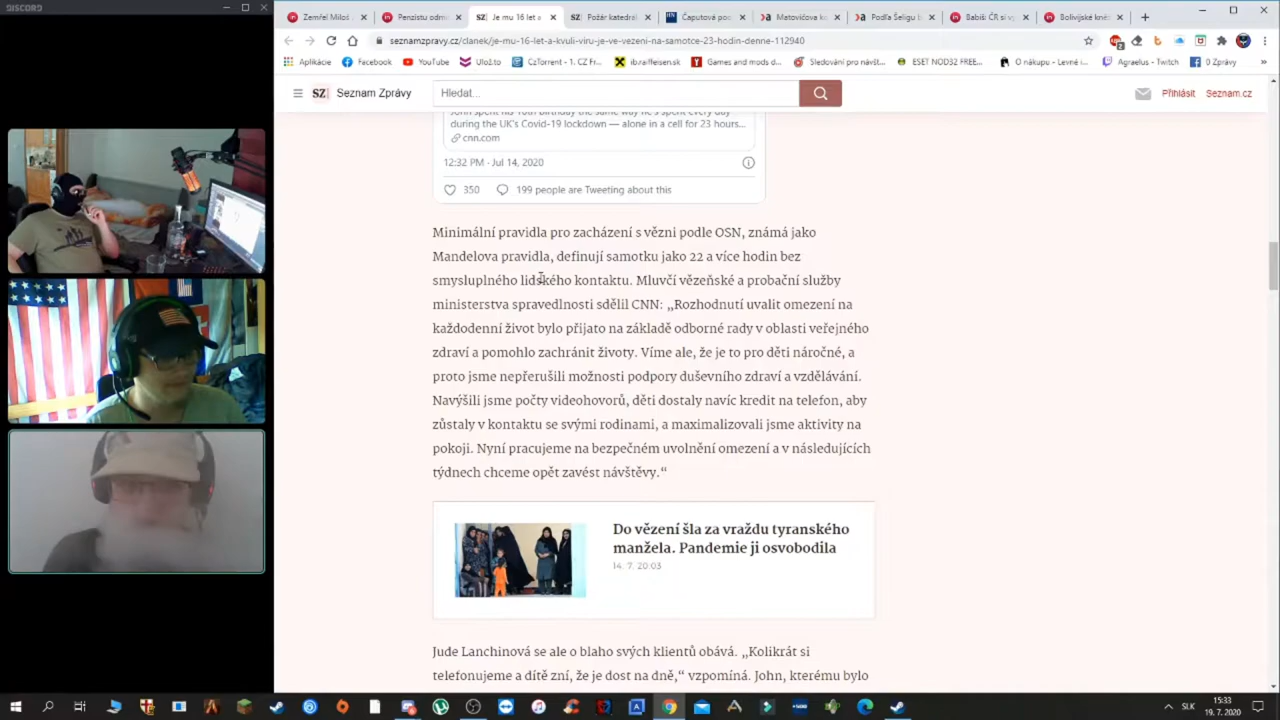 DISCORD
Zemřel Miloš
Penzistu odm
Je mu 16 let a
Požár katedrál
Čaputová poc
Matovičova ka
Podľa Šeligu b
Babiš: ČR si v
Bolívijské kně
seznamzpravy.cz/clanek/je-mu-16-let-a-kvuli-viru-je-ve-vezeni-na-samotce-23-hodin-denne-112940
Aplikácie
Facebook
YouTube
Ulož.to
CzTorrent - 1. CZ Fr...
ib.raiffeisen.sk
Games and mods d...
Sledování pro návšt...
ESET NOD32 FREE...
O nákupu - Levné i...
Agraelus - Twitch
0 Zprávy
SZ Seznam Zprávy
Hledat...
Přihlásit
Seznam.cz
during the UK's Covid-19 lockdown — alone in a cell for 23 hours...
cnn.com
12:32 PM · Jul 14, 2020
350
199 people are Tweeting about this
Minimální pravidla pro zacházení s vězni podle OSN, známá jako
Mandelova pravidla, definují samotku jako 22 a více hodin bez
smysluplného lidského kontaktu. Mluvčí vězeňské a probační služby
ministerstva spravedlnosti sdělil CNN: „Rozhodnutí uvalit omezení na
každodenní život bylo přijato na základě odborné rady v oblasti veřejného
zdraví a pomohlo zachránit životy. Víme ale, že je to pro děti náročné, a
proto jsme nepřerušili možnosti podpory duševního zdraví a vzdělávání.
Navýšili jsme počty videohovorů, děti dostaly navíc kredit na telefon, aby
zůstaly v kontaktu se svými rodinami, a maximalizovali jsme aktivity na
pokoji. Nyní pracujeme na bezpečném uvolnění omezení a v následujících
týdnech chceme opět zavést návštěvy.“
Do vězení šla za vraždu tyranského
manžela. Pandemie ji osvobodila
14. 7. 20:03
Jude Lanchinová se ale o blaho svých klientů obává. „Kolikrát si
telefonujeme a dítě zní, že je dost na dně,“ vzpomíná. John, kterému bylo
SLK
15:33
19. 7. 2020